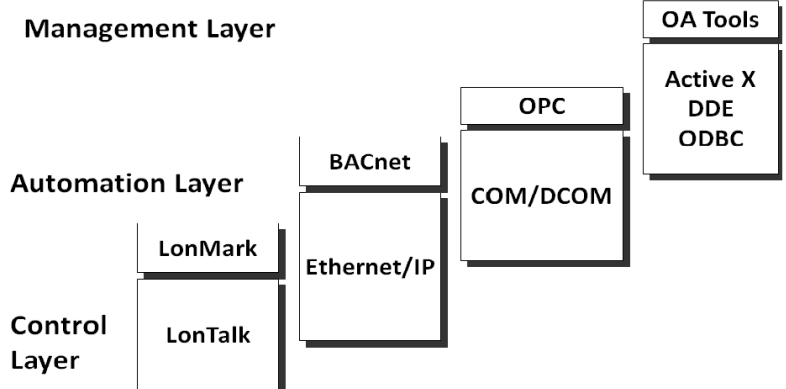 Management Layer
OA Tools
Active X
DDE
ODBC
OPC
COM/DCOM
BACnet
Automation Layer
Ethernet/IP
LonMark
Control
Layer
LonTalk